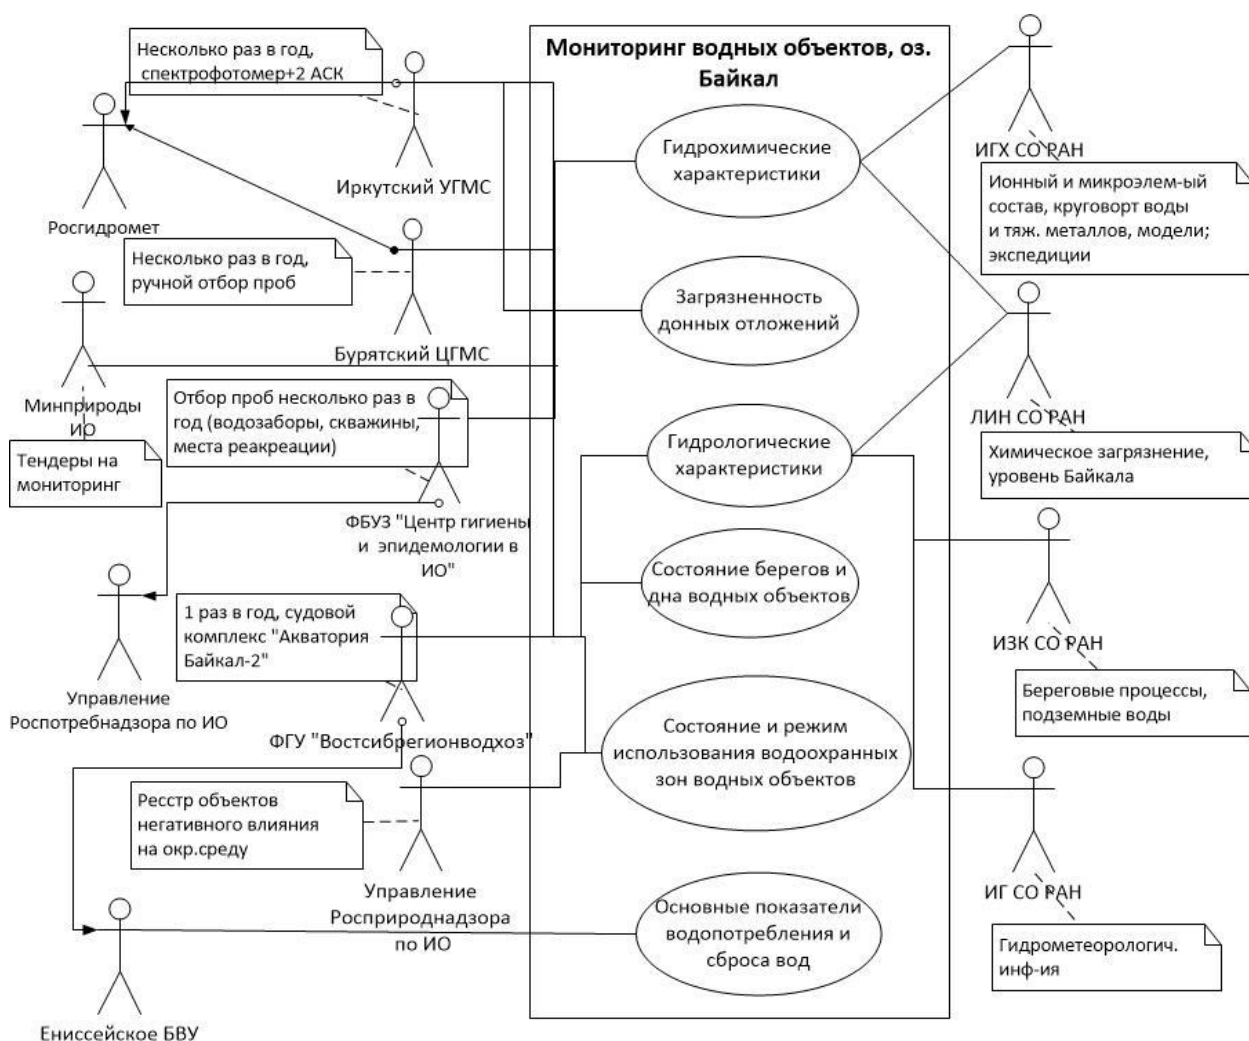 Мониторинг водных объектов, оз.
Байкал
Несколько раз в год,
спектрофотомер+2 АСК
Росгидромет
Иркутский УГМС
Несколько раз в год,
ручной отбор проб
Бурятский ЦГМС
Минприроды
ИО
Тендеры на
мониторинг
Отбор проб несколько раз в
год (водозаборы, скважины,
места реакреации)
ФБУЗ "Центр гигиены
и эпидемологии в
ИО"
Управление
Роспотребнадзора по ИО
1 раз в год, судовой
комплекс "Акватория
Байкал-2"
ФГУ "Востсибрегионводхоз"
Ресстр объектов
негативного влияния
на окр.среду
Управление
Росприроднадзора
по ИО
Ениссейское БВУ
Гидрохимические
характеристики
Загрязненность
донных отложений
Гидрологические
характеристики
Состояние берегов и
дна водных объектов
Состояние и режим
использования водоохранных
зон водных объектов
Основные показатели
водопотребления и
сброса вод
ИГХ СО РАН
Ионный и микроэлем-ый
состав, круговорт воды
и тяж. металлов, модели;
экспедиции
ЛИН СО РАН
Химическое загрязнение,
уровень Байкала
ИЗК СО РАН
Береговые процессы,
подземные воды
ИГ СО РАН
Гидрометеорологич.
инф-ия